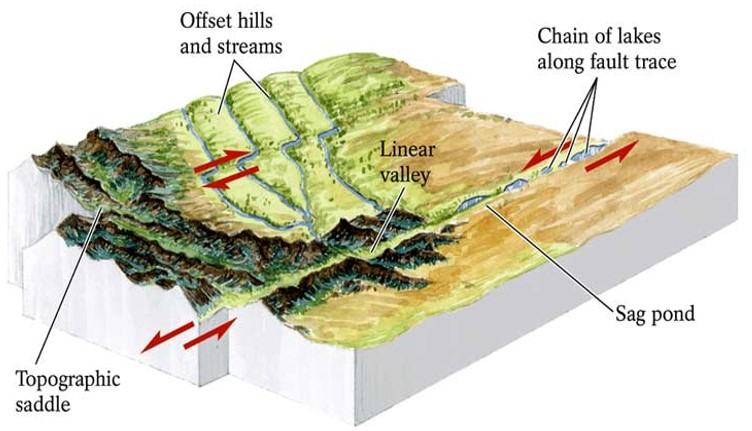 Offset hills
and streams
Chain of lakes
along fault trace
Linear
valley
Sag pond
Topographic
saddle